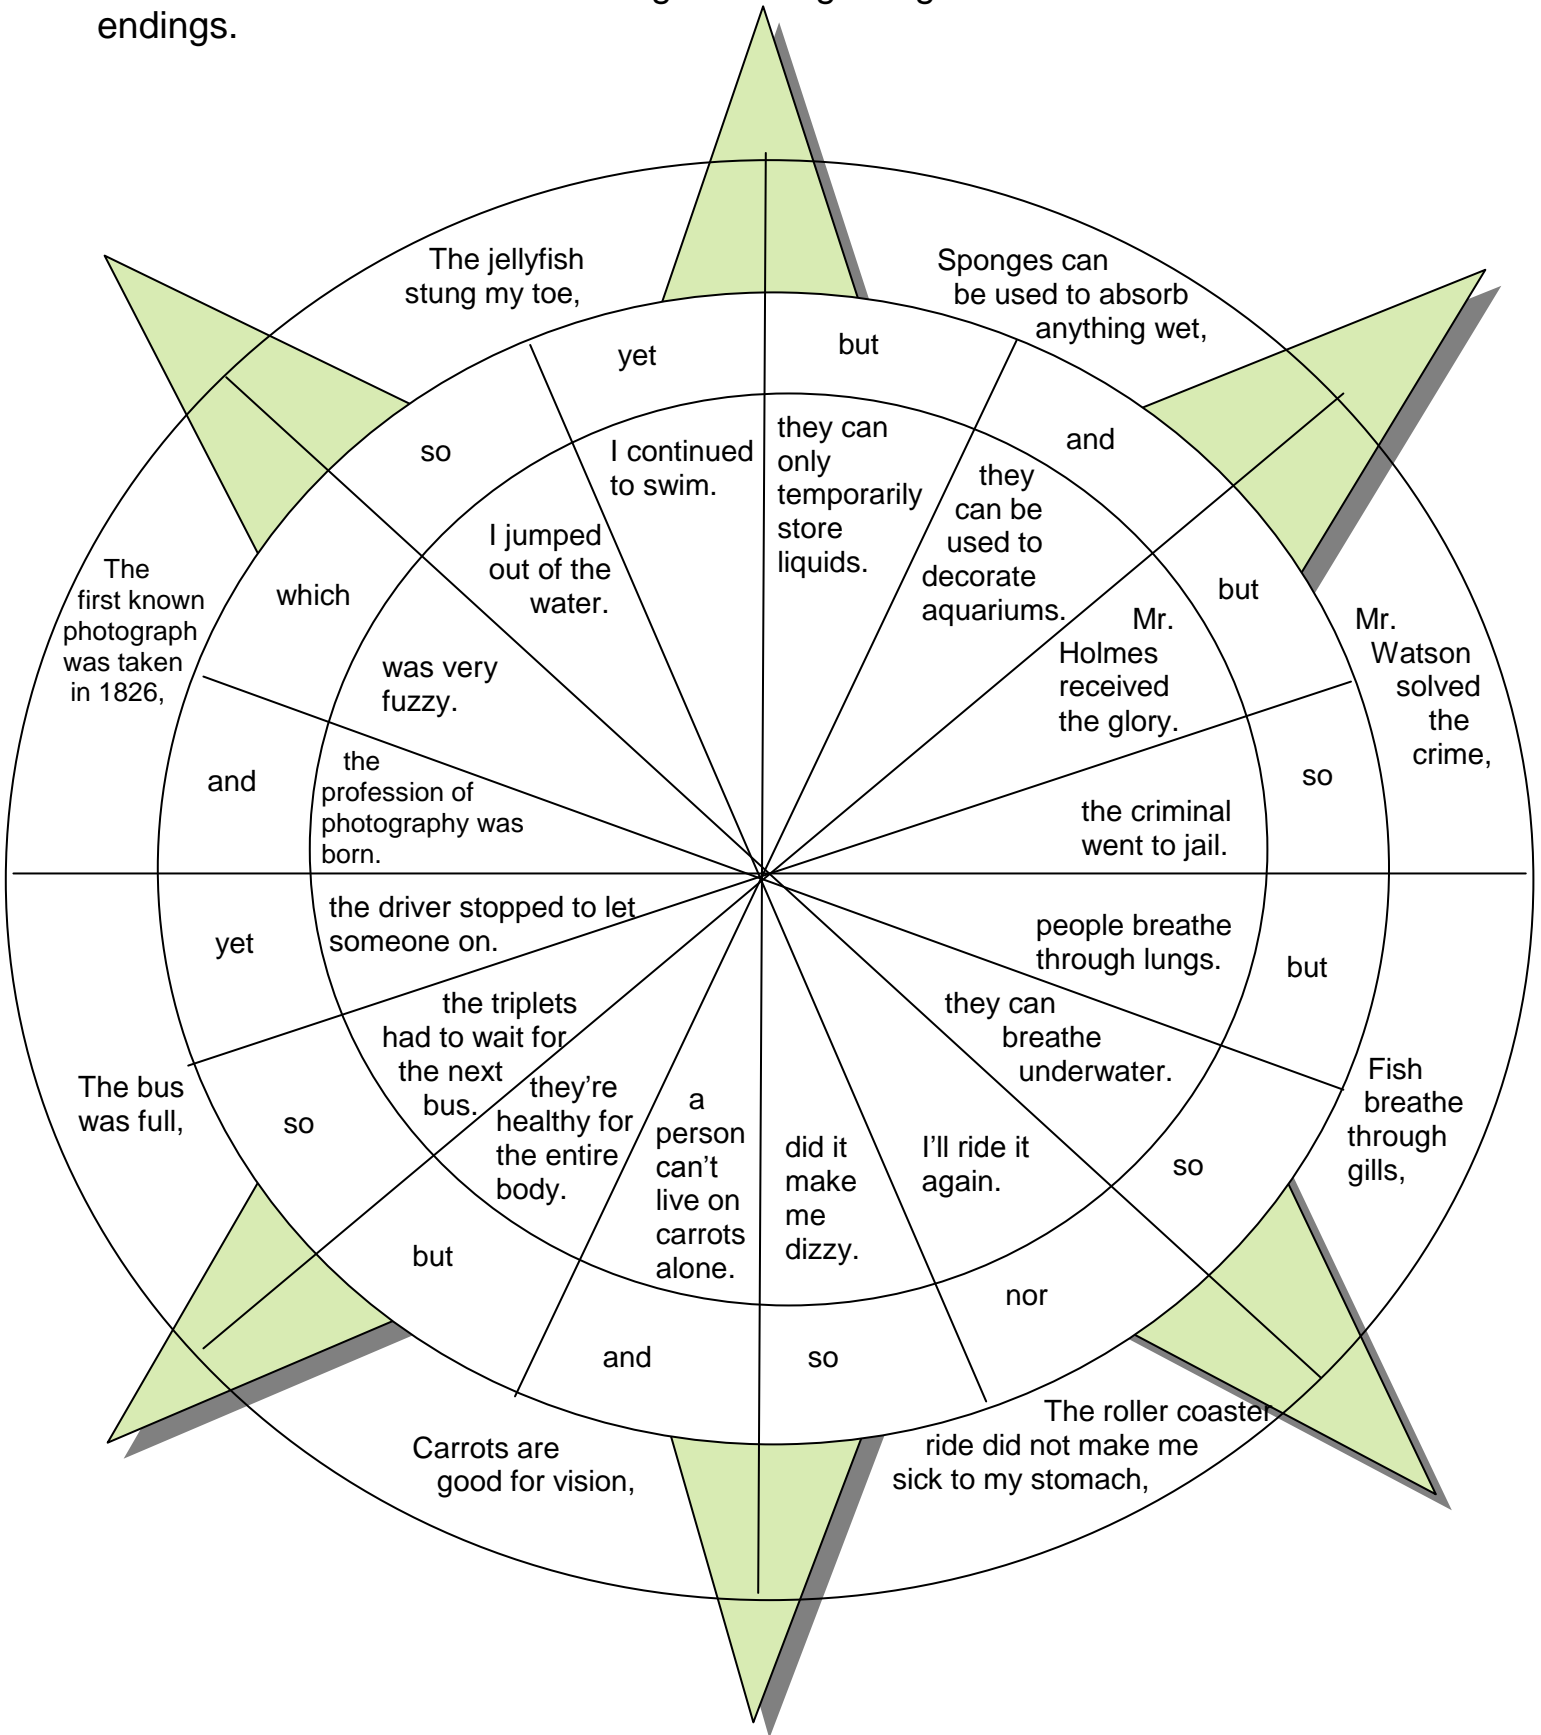 endings.
The jellyfish
stung my toe,
Sponges can
be used to absorb
anything wet,
yet
but
so
and
I continued
to swim.
they can
only
temporarily
store
liquids.
they
can be
used to
decorate
aquariums.
I jumped
out of the
water.
The
first known
photograph
was taken
in 1826,
which
was very
fuzzy.
but
Mr.
Holmes
received
the glory.
Mr.
Watson
solved
the
crime,
and
the
profession of
photography was
born.
so
the criminal
went to jail.
yet
the driver stopped to let
someone on.
people breathe
through lungs.
but
The bus
was full,
so
the triplets
had to wait for
the next
bus.
they can
breathe
underwater.
so
Fish
breathe
through
gills,
but
they're
healthy for
the entire
body.
a
person
can't
live on
carrots
alone.
did it
make
me
dizzy.
I'll ride it
again.
and
so
nor
Carrots are
good for vision,
The roller coaster
ride did not make me
sick to my stomach,